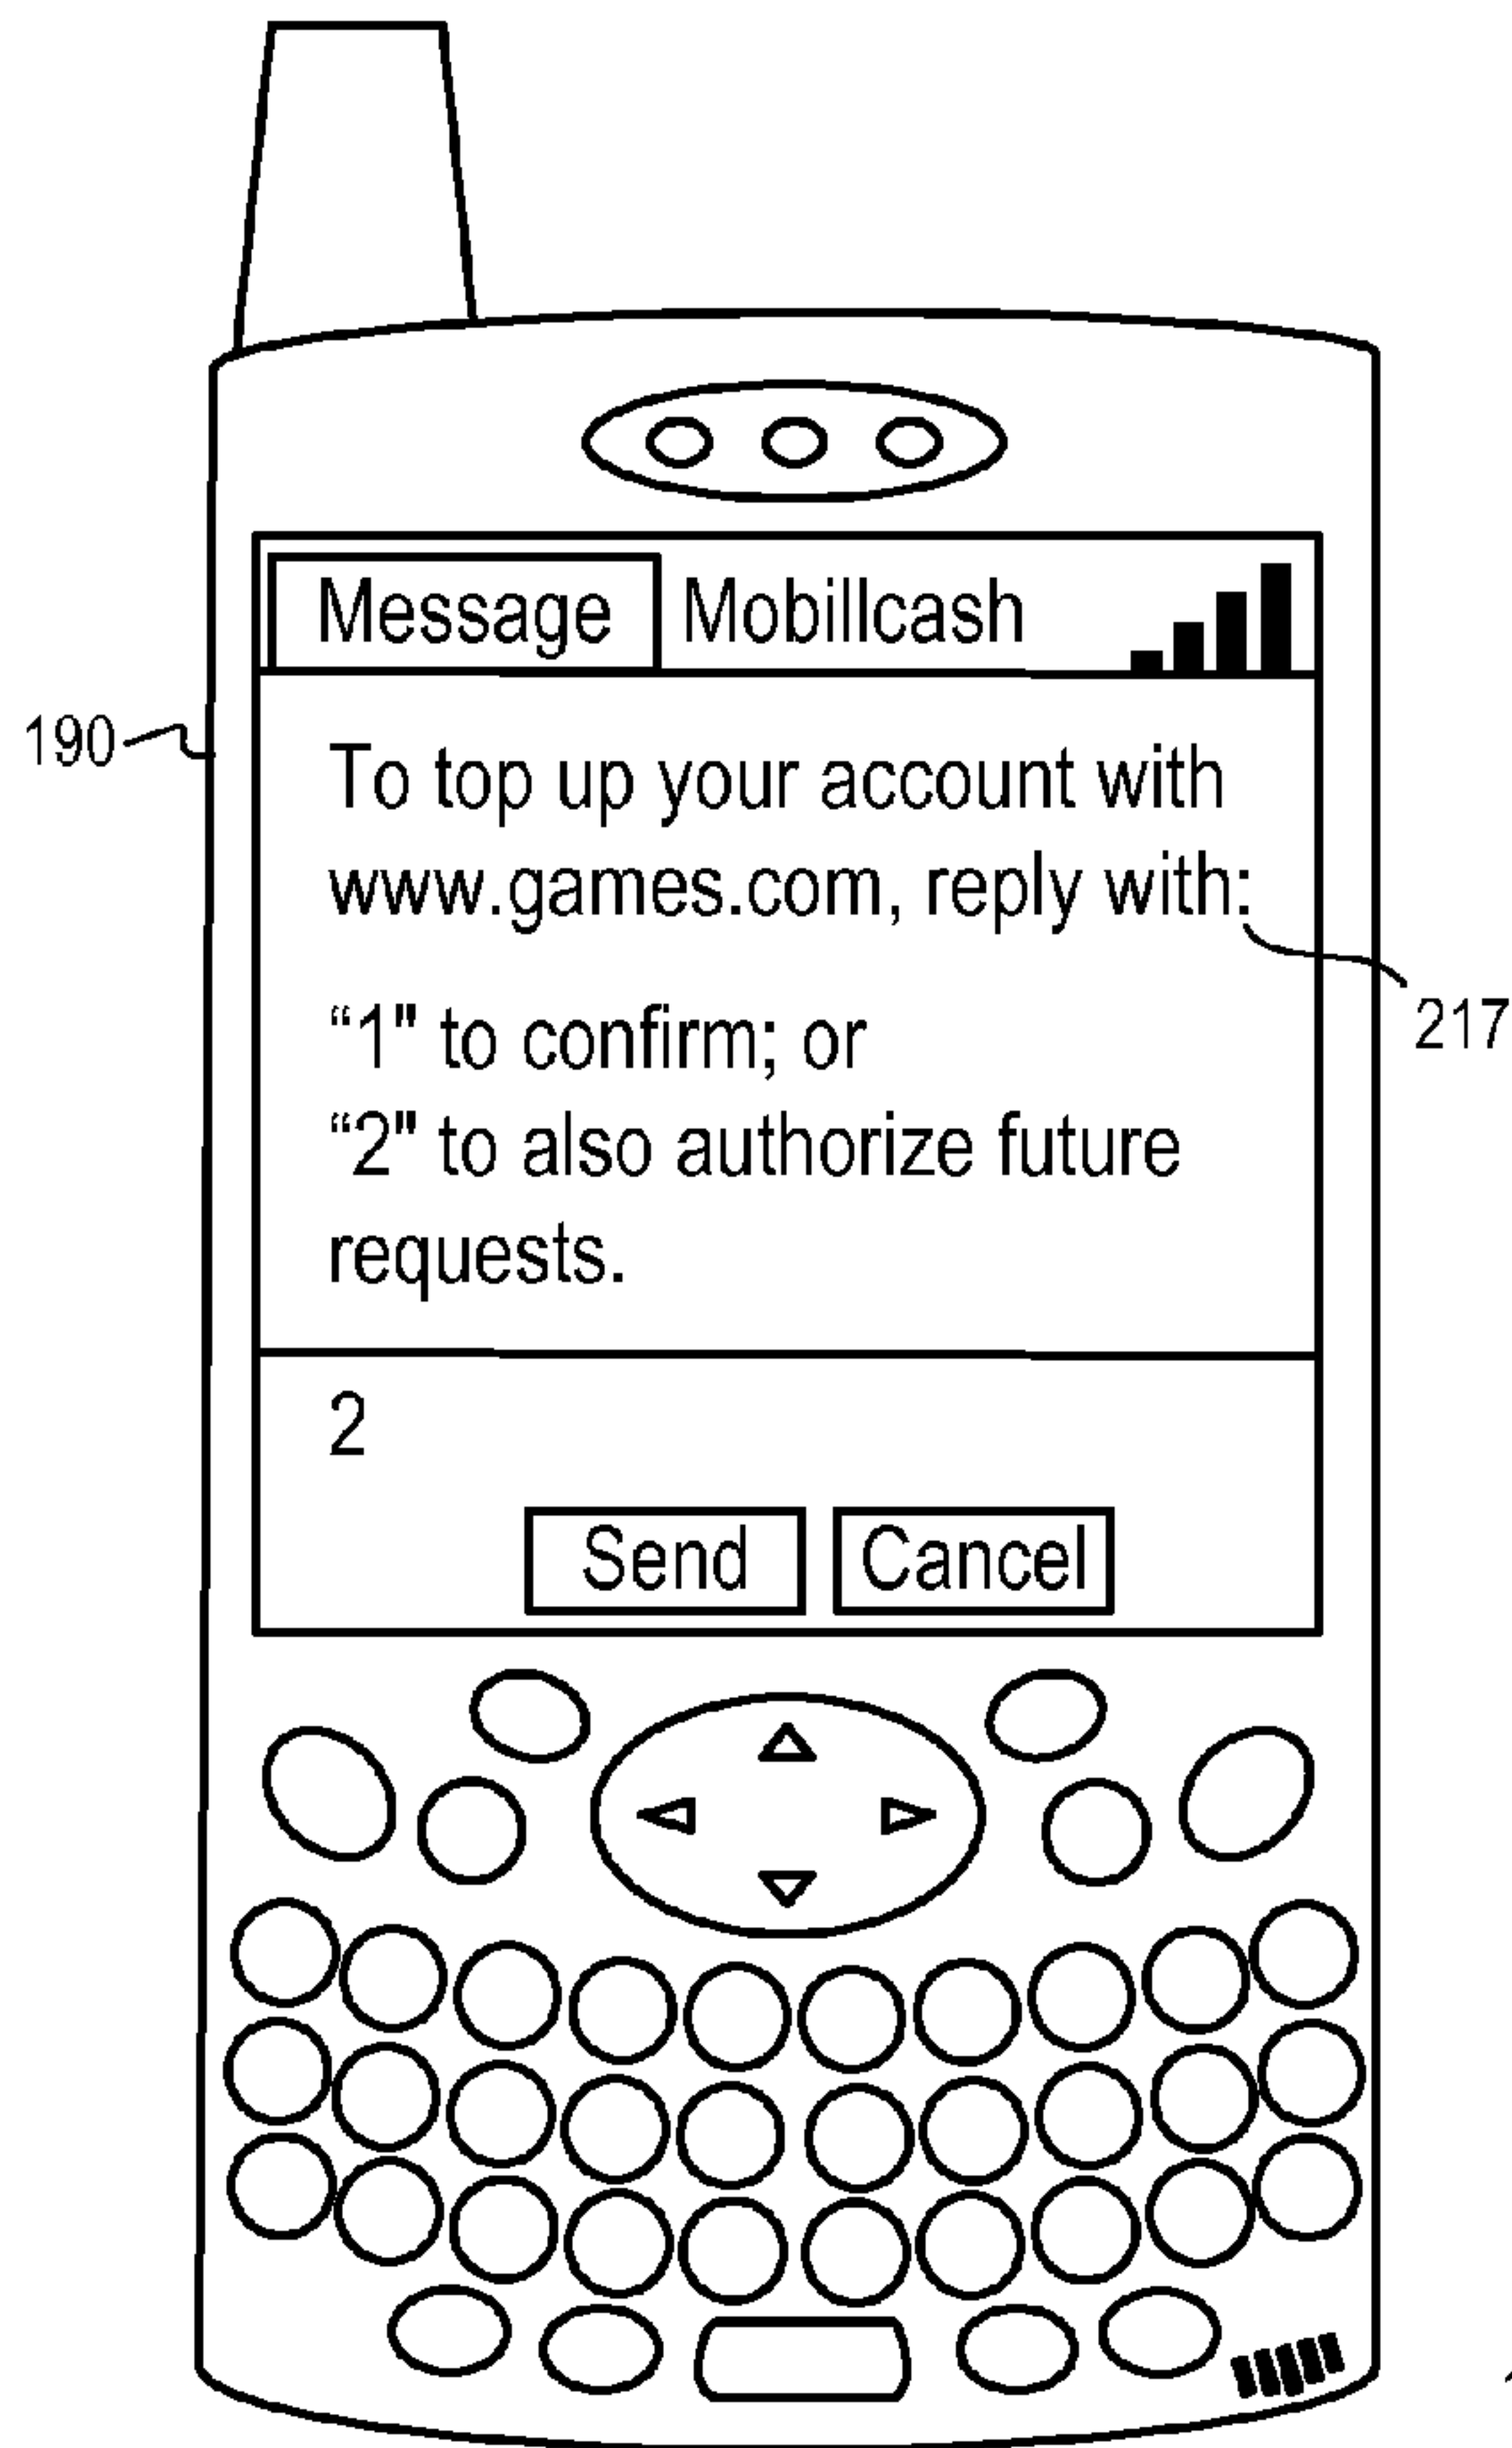 Message Mobillcash
190
To top up your account with
www.games.com, reply with:
217
“1" to confirm; or
“2" to also authorize future
requests.
2
Send Cancel